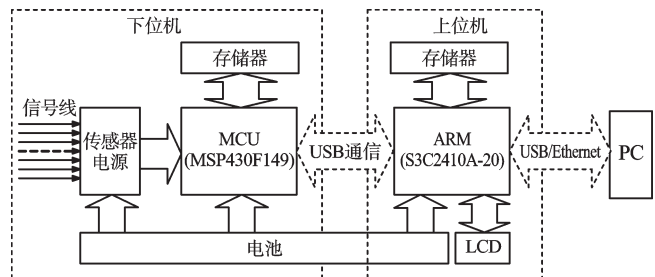 下位机
上位机
存储器
存储器
信号线
传感器
电源
MCU
(MSP430F149)
USB通信
ARM
(S3C2410A-20)
USB/Ethernet
PC
电池
LCD